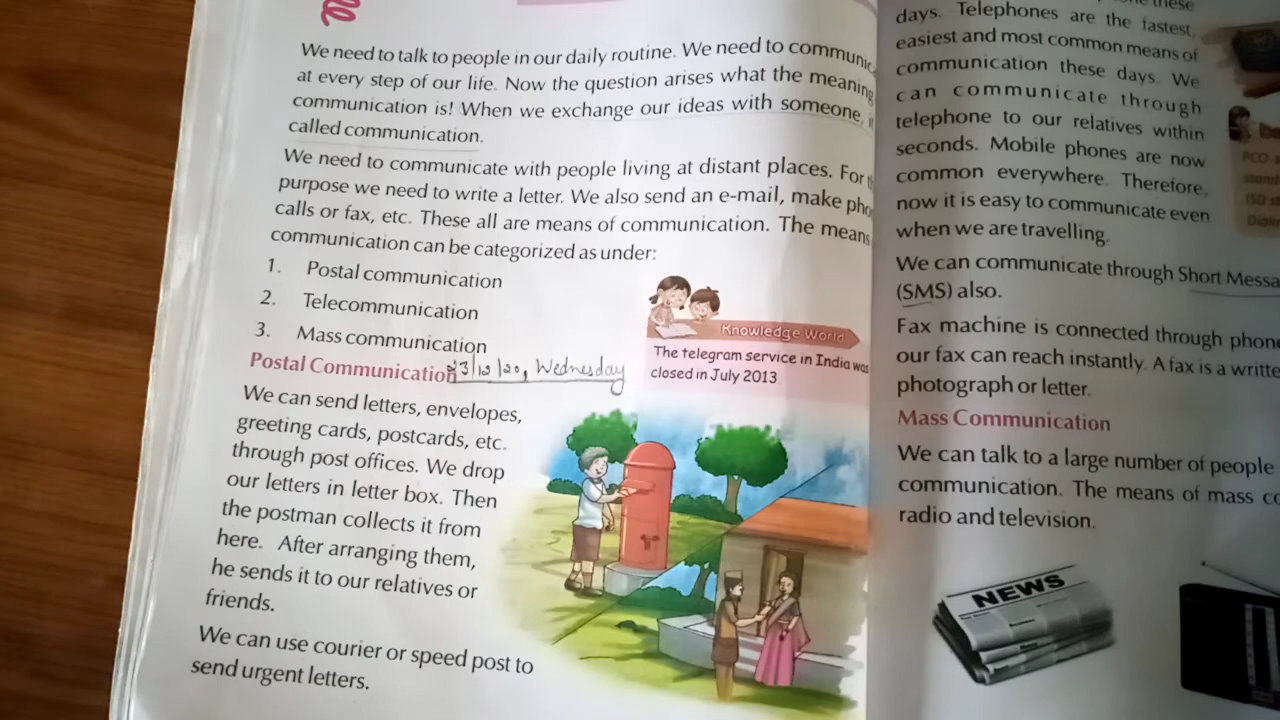 We need to talk to people in our daily routine. We need to communic
at every step of our life. Now the question arises what the meaning
communication is! When we exchange our ideas with someone, i
called communication.
We need to communicate with people living at distant places. For th
purpose we need to write a letter. We also send an e-mail, make pho
calls or fax, etc. These all are means of communication. The means
communication can be categorized as under:
1. Postal communication
2. Telecommunication
3. Mass communication
Knowledge World
The telegram service in India was
closed in July 2013
Postal Communication 23/12/20, Wednesday
We can send letters, envelopes,
greeting cards, postcards, etc.
through post offices. We drop
our letters in letter box. Then
the postman collects it from
here. After arranging them,
he sends it to our relatives or
friends.
We can use courier or speed post to
send urgent letters.
these
days. Telephones are the fastest,
easiest and most common means of
communication these days. We
can communicate through
telephone to our relatives within
seconds. Mobile phones are now
common everywhere. Therefore,
now it is easy to communicate even
when we are travelling.
PCO
stand
ISD
We can communicate through Short Messa
(SMS) also.
Fax machine is connected through phone
our fax can reach instantly. A fax is a writte
photograph or letter.
Mass Communication
We can talk to a large number of people
communication. The means of mass co
radio and television.
NEWS